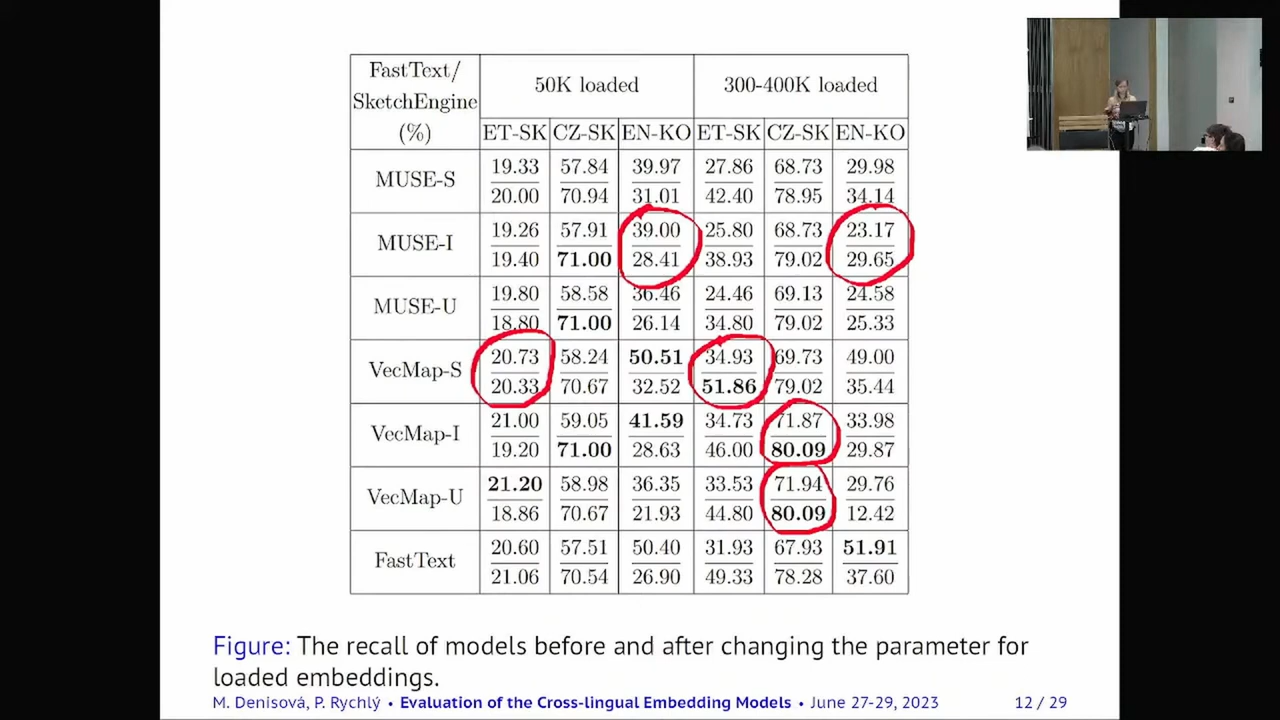 FastText/ 50K loaded 300-400K loaded
SketchEngine
(%) ET-SK CZ-SK EN-KO ET-SK CZ-SK EN-KO
MUSE-S 19.33 57.84 39.97 27.86 68.73 29.98
20.00 70.94 31.01 42.40 78.95 34.14
MUSE-I 19.26 57.91 39.00 25.80 68.73 23.17
19.40 71.00 28.41 38.93 79.02 29.65
MUSE-U 19.80 58.58 36.46 24.46 69.13 24.58
18.80 71.00 26.14 34.80 79.02 25.33
VecMap-S 20.73 58.24 50.51 34.93 69.73 49.00
20.33 70.67 32.52 51.86 79.02 35.44
VecMap-I 21.00 59.05 41.59 34.73 71.87 33.98
19.20 71.00 28.63 46.00 80.09 29.87
VecMap-U 21.20 58.98 36.35 33.53 71.94 29.76
18.86 70.67 21.93 44.80 80.09 12.42
FastText 20.60 57.51 50.40 31.93 67.93 51.91
21.06 70.54 26.90 49.33 78.28 37.60
Figure: The recall of models before and after changing the parameter for
loaded embeddings.
M. Denisová, P. Rychlý • Evaluation of the Cross-lingual Embedding Models • June 27-29, 2023 12 / 29